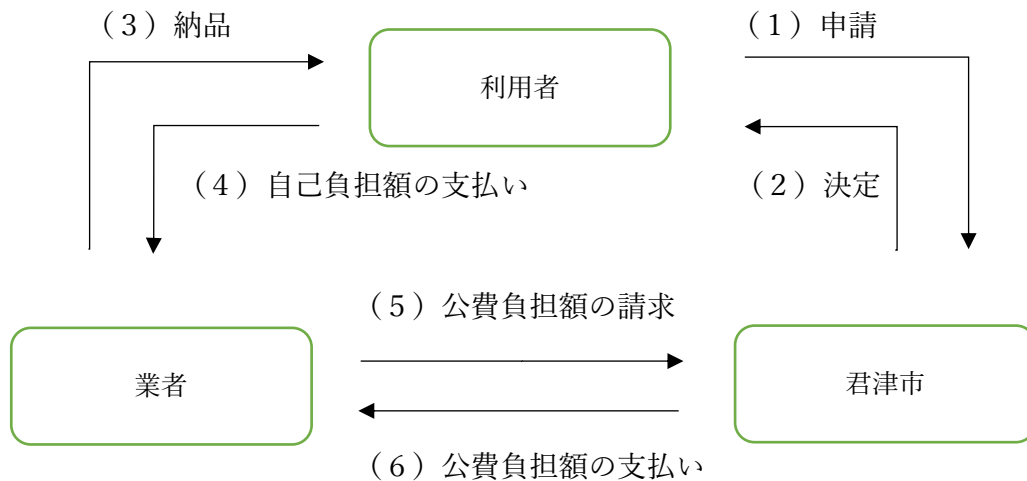 （３）納品
（１）申請
利用者
（４）自己負担額の支払い
（２）決定
（５）公費負担額の請求
業者
君津市
（６）公費負担額の支払い